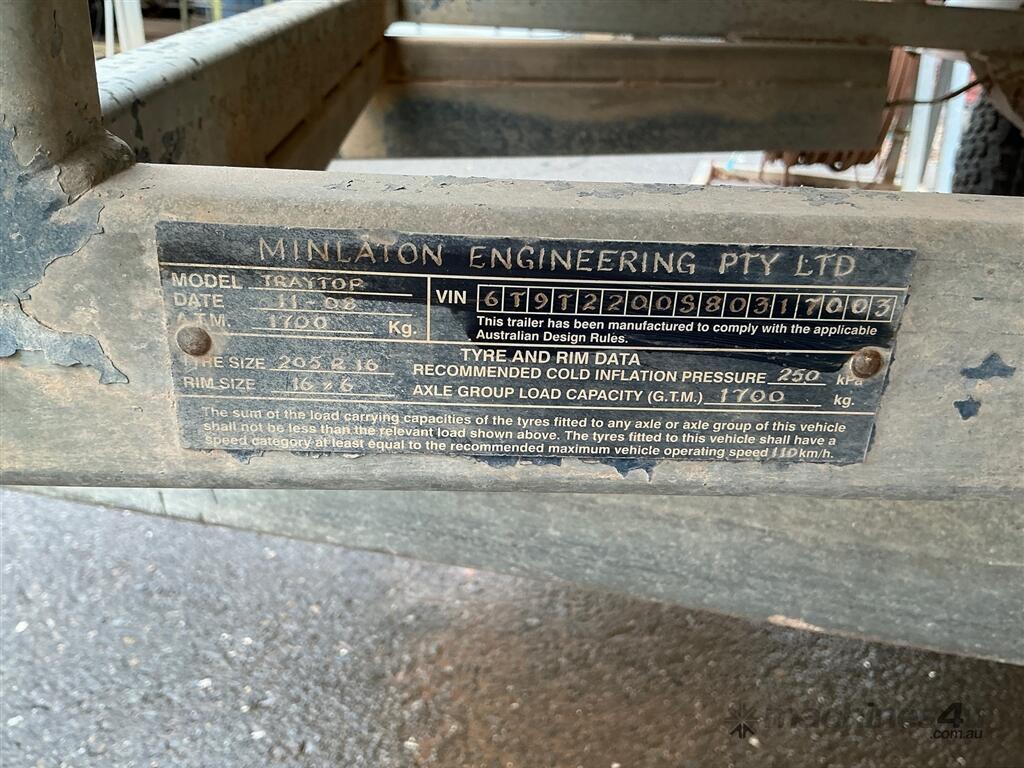 MINLATON ENGINEERING PTY LTD
MODEL TRAYTOP
DATE 11-08
A.T.M. 1700 Kg.
VIN 6T9T2200S80317003
This trailer has been manufactured to comply with the applicable
Australian Design Rules.
TYRE AND RIM DATA
TYRE SIZE 205 R 16
RECOMMENDED COLD INFLATION PRESSURE 250 kPa
RIM SIZE 16 x 6
AXLE GROUP LOAD CAPACITY (G.T.M.) 1700 kg.
The sum of the load carrying capacities of the tyres fitted to any axle or axle group of this vehicle
shall not be less than the relevant load shown above. The tyres fitted to this vehicle shall have a
speed category at least equal to the recommended maximum vehicle operating speed 110 km/h.
machines4u
.com.au